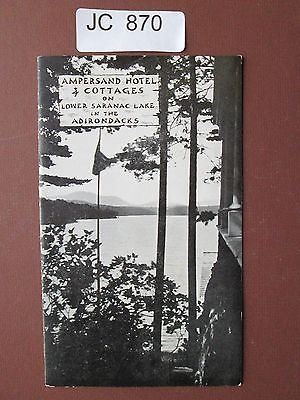 JC 870
AMPERSAND HOTEL
& COTTAGES
ON
LOWER SARANAC LAKE
IN THE
ADIRONDACKS